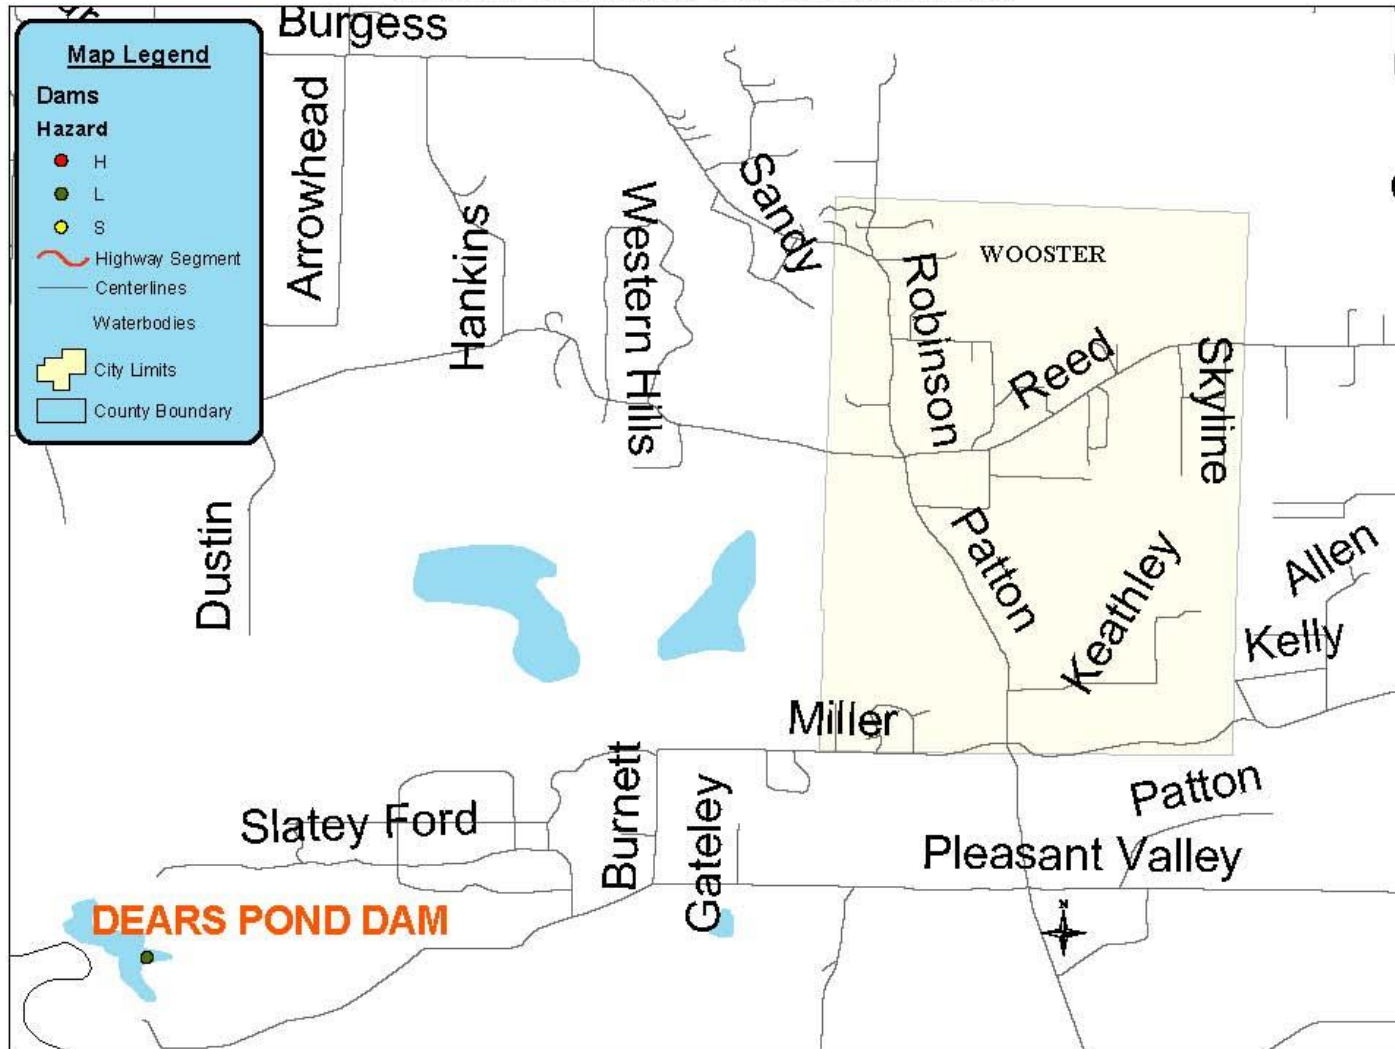 Burgess
Map Legend
Dams
Hazard
H
L
S
Highway Segment
Centerlines
Waterbodies
City Limits
County Boundary
Arrowhead
Hankins
Western Hills
Sandy
WOOSTER
Robinson
Reed
Skyline
Dustin
Patton
Keathley
Allen
Kelly
Miller
Burnett
Gateley
Patton
Slatey Ford
Pleasant Valley
DEARS POND DAM
N